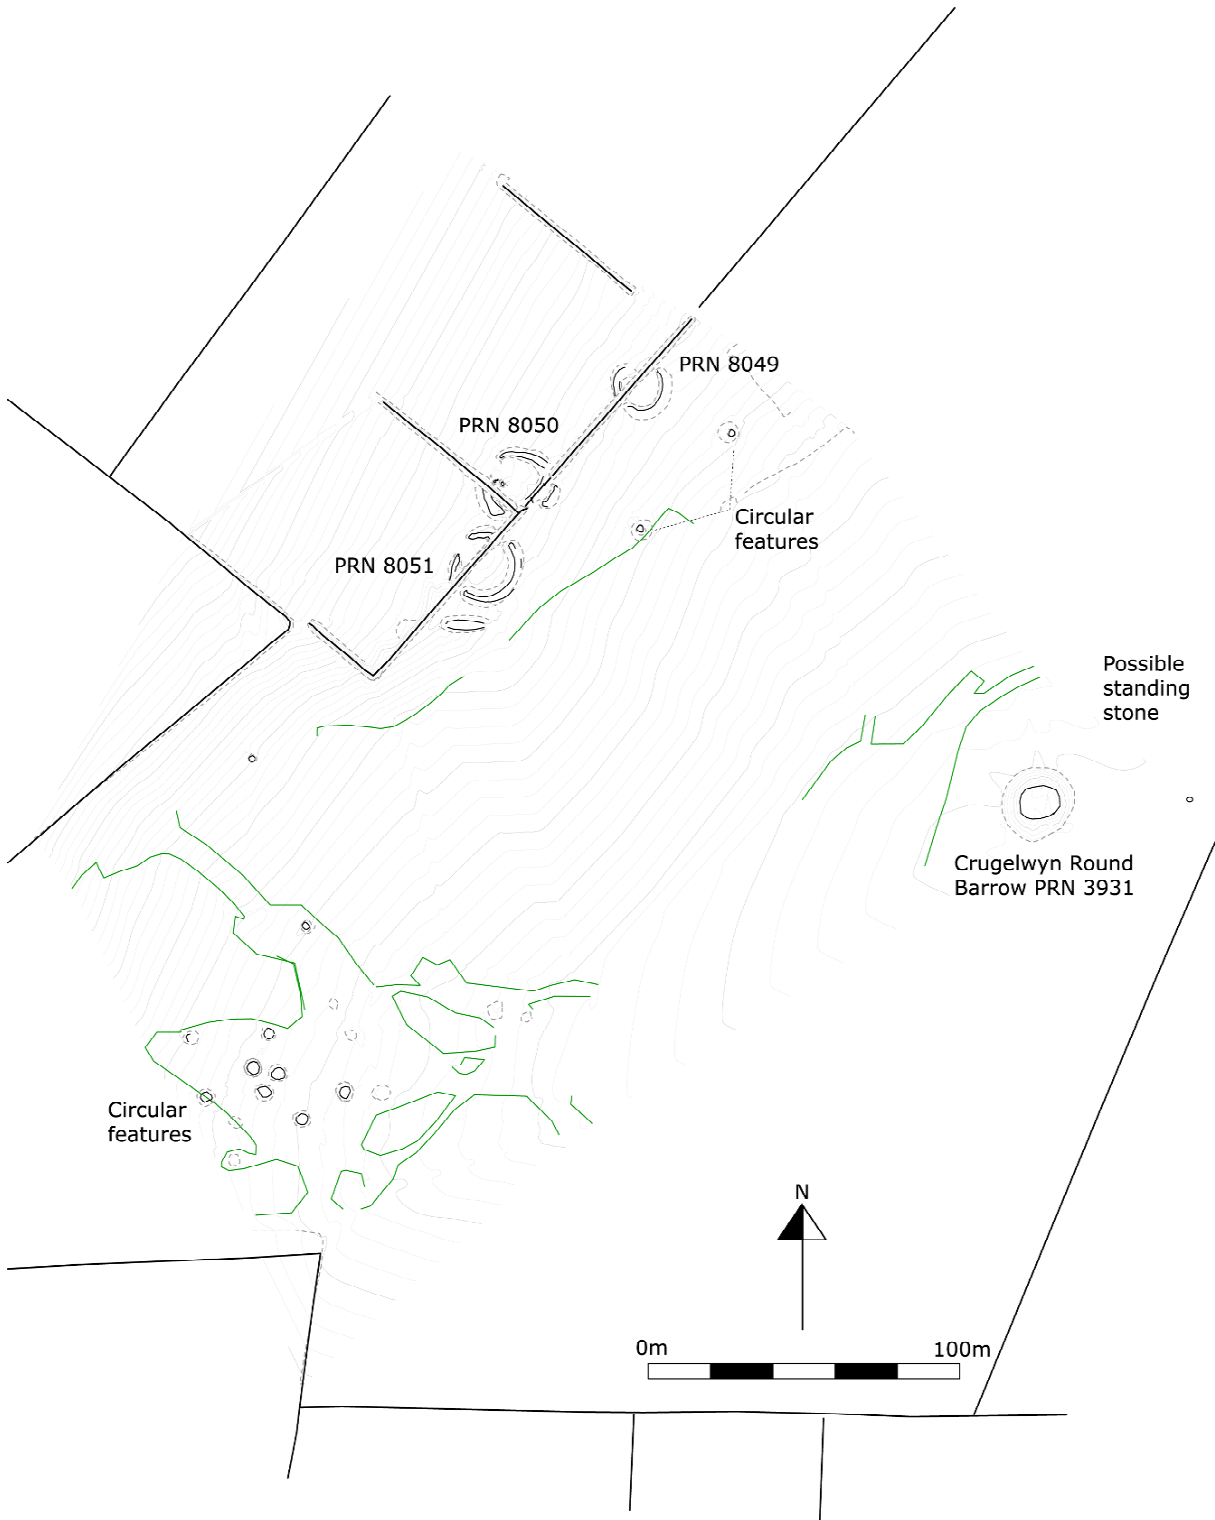 PRN 8049
PRN 8050
Circular
features
PRN 8051
Possible
standing
stone
Crugelwyn Round
Barrow PRN 3931
Circular
features
N
0m
100m